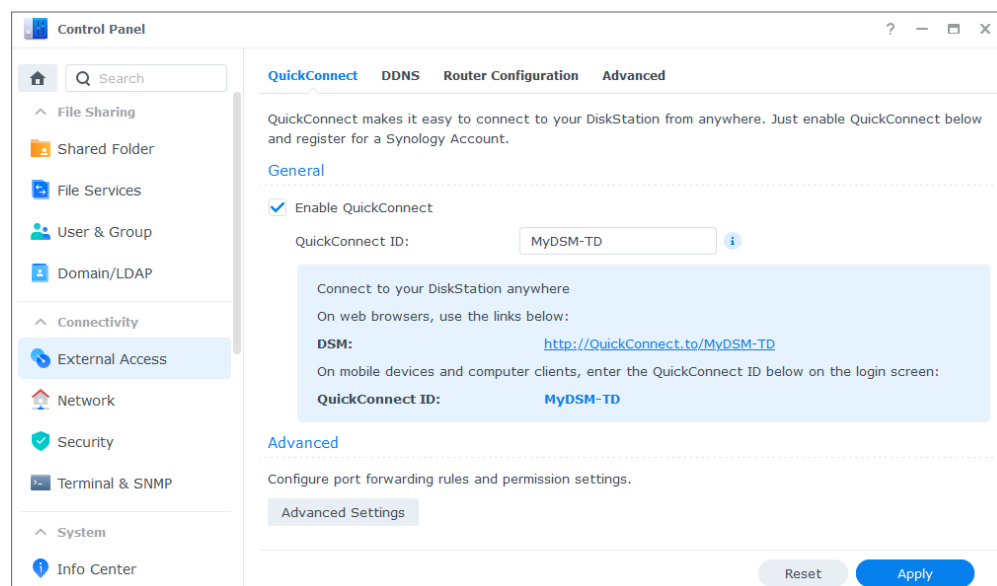 Control Panel
?
Search
File Sharing
Shared Folder
File Services
User & Group
Domain/LDAP
Connectivity
External Access
Network
Security
Terminal & SNMP
System
Info Center
QuickConnect DDNS Router Configuration Advanced
QuickConnect makes it easy to connect to your DiskStation from anywhere. Just enable QuickConnect below
and register for a Synology Account.
General
Enable QuickConnect
QuickConnect ID: MyDSM-TD i
Connect to your DiskStation anywhere
On web browsers, use the links below:
DSM: http://QuickConnect.to/MyDSM-TD
On mobile devices and computer clients, enter the QuickConnect ID below on the login screen:
QuickConnect ID: MyDSM-TD
Advanced
Configure port forwarding rules and permission settings.
Advanced Settings
Reset Apply